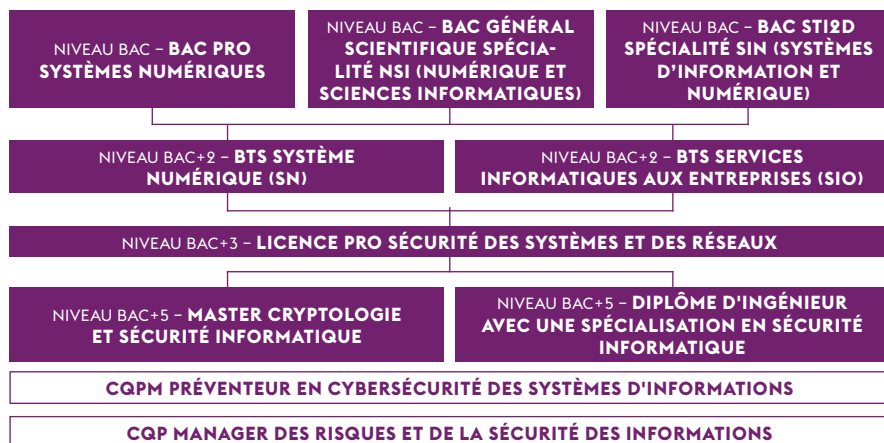 NIVEAU BAC – BAC PRO
SYSTÈMES NUMÉRIQUES
NIVEAU BAC – BAC GÉNÉRAL
SCIENTIFIQUE SPÉCIA-
LITÉ NSI (NUMÉRIQUE ET
SCIENCES INFORMATIQUES)
NIVEAU BAC – BAC STI2D
SPÉCIALITÉ SIN (SYSTÈMES
D’INFORMATION ET
NUMÉRIQUE)
NIVEAU BAC+2 – BTS SYSTÈME
NUMÉRIQUE (SN)
NIVEAU BAC+2 – BTS SERVICES
INFORMATIQUES AUX ENTREPRISES (SIO)
NIVEAU BAC+3 – LICENCE PRO SÉCURITÉ DES SYSTÈMES ET DES RÉSEAUX
NIVEAU BAC+5 – MASTER CRYPTOLOGIE
ET SÉCURITÉ INFORMATIQUE
NIVEAU BAC+5 – DIPLÔME D'INGÉNIEUR
AVEC UNE SPÉCIALISATION EN SÉCURITÉ
INFORMATIQUE
CQPM PRÉVENTEUR EN CYBERSÉCURITÉ DES SYSTÈMES D'INFORMATIONS
CQP MANAGER DES RISQUES ET DE LA SÉCURITÉ DES INFORMATIONS